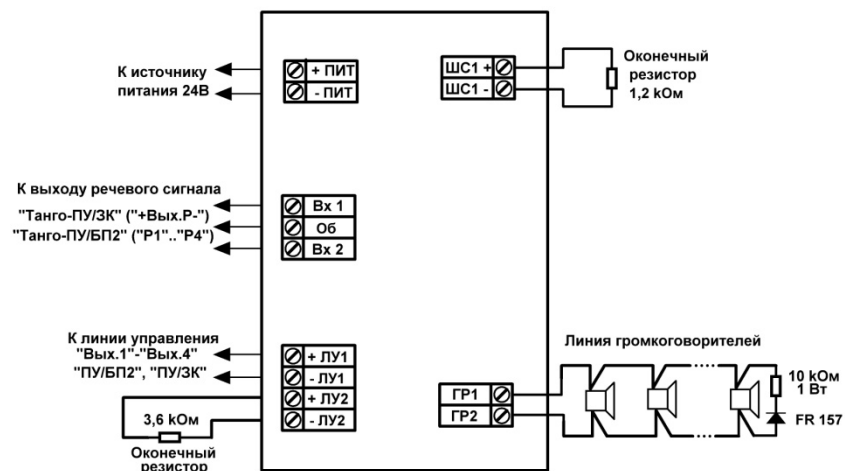 К источнику
питания 24В
+ ПИТ
- ПИТ
ШС1 +
ШС1 -
Оконечный
резистор
1,2 kОм
К выходу речевого сигнала
"Танго-ПУ/ЗК" ("+Вых.Р-")
"Танго-ПУ/БП2" ("Р1".."Р4")
Вх 1
Об
Вх 2
К линии управления
"Вых.1"-"Вых.4"
"ПУ/БП2", "ПУ/ЗК"
+ ЛУ1
- ЛУ1
+ ЛУ2
- ЛУ2
3,6 kОм
Оконечный
резистор
Линия громкоговорителей
ГР1
ГР2
10 kОм
1 Вт
FR 157